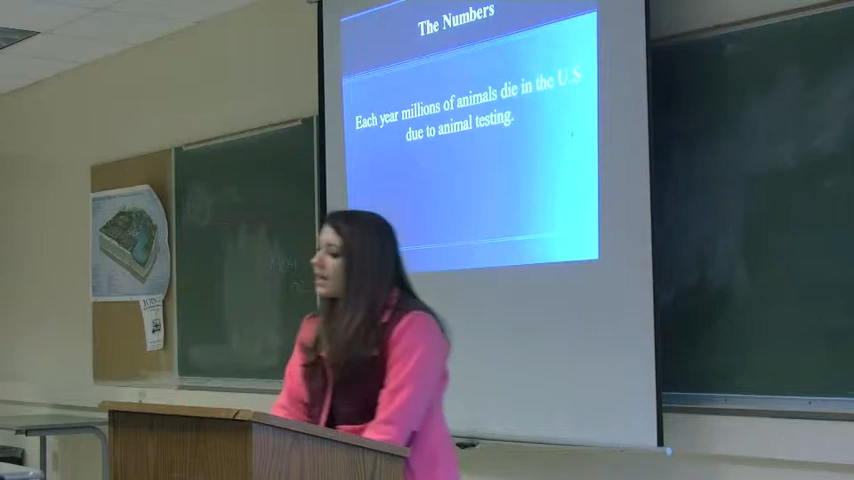 The Numbers
Each year millions of animals die in the U.S
due to animal testing.